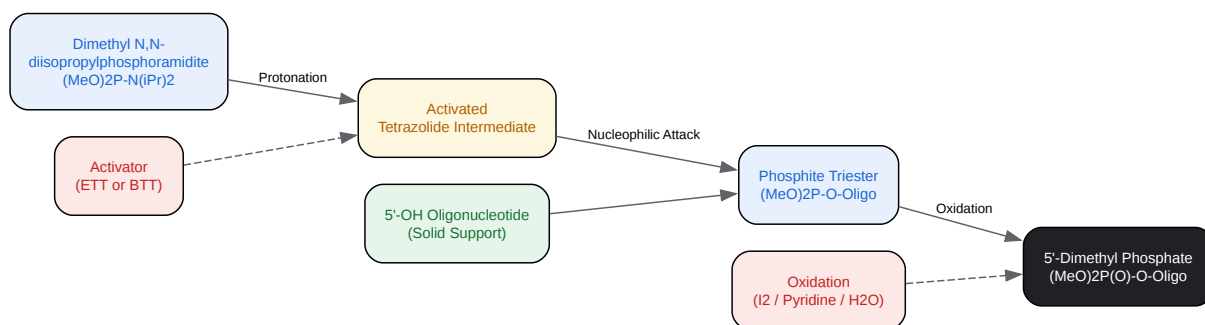 Dimethyl N,N-
diisopropylphosphoramidite
(MeO)2P-N(iPr)2
Protonation
Activator
(ETT or BTT)
Activated
Tetrazolide Intermediate
Nucleophilic Attack
5'-OH Oligonucleotide
(Solid Support)
Phosphite Triester
(MeO)2P-O-Oligo
Oxidation
Oxidation
(I2 / Pyridine / H2O)
5'-Dimethyl Phosphate
(MeO)2P(O)-O-Oligo